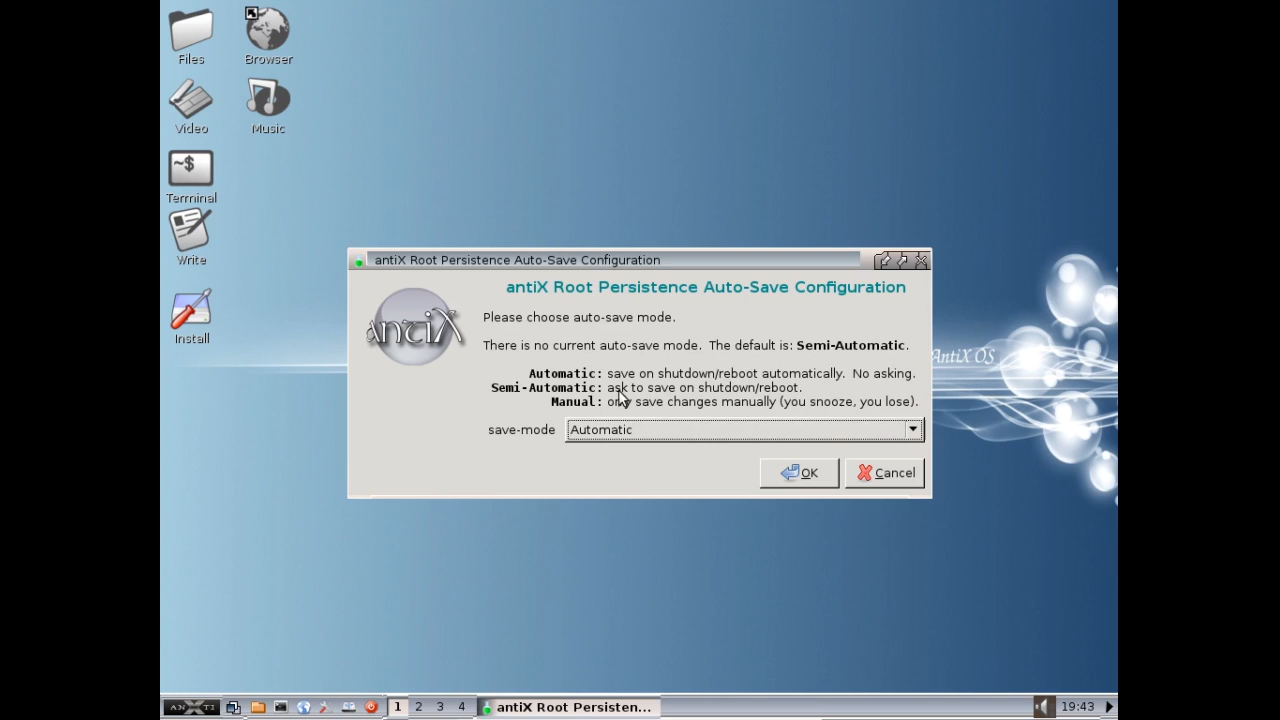 Files
Browser
Video
Music
~$
Terminal
Write
Install
antiX Root Persistence Auto-Save Configuration
antiX Root Persistence Auto-Save Configuration
antiX
Please choose auto-save mode.
There is no current auto-save mode. The default is: Semi-Automatic.
Automatic: save on shutdown/reboot automatically. No asking.
Semi-Automatic: ask to save on shutdown/reboot.
Manual: only save changes manually (you snooze, you lose).
save-mode Automatic
OK Cancel
AntiX OS
ANXTI 1 2 3 4 antiX Root Persisten... 19:43